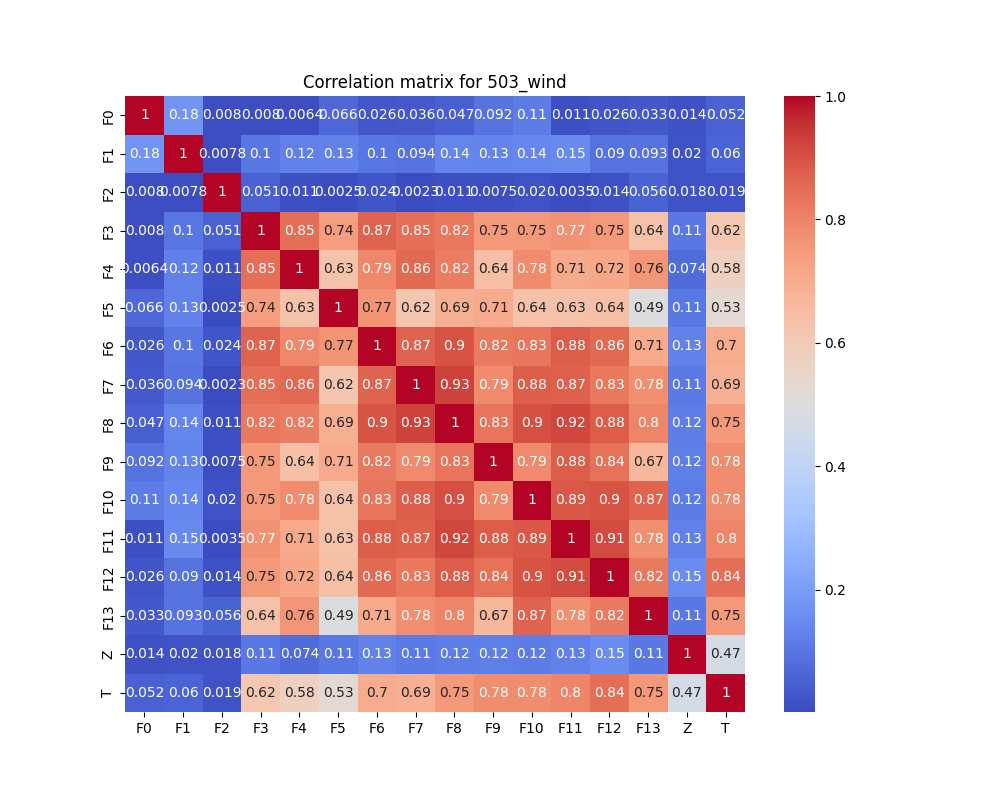 Correlation matrix for 503_wind
F0 1 0.18 0.008 0.008 0.0064 0.066 0.026 0.036 0.047 0.092 0.11 0.011 0.026 0.033 0.014 0.052
F1 0.18 1 0.0078 0.1 0.12 0.13 0.1 0.094 0.14 0.13 0.14 0.15 0.09 0.093 0.02 0.06
F2 0.008 0.0078 1 0.051 0.011 0.0025 0.024 0.0023 0.011 0.0075 0.02 0.0035 0.014 0.056 0.018 0.019
F3 0.008 0.1 0.051 1 0.85 0.74 0.87 0.85 0.82 0.75 0.75 0.77 0.75 0.64 0.11 0.62
F4 0.0064 0.12 0.011 0.85 1 0.63 0.79 0.86 0.82 0.64 0.78 0.71 0.72 0.76 0.074 0.58
F5 0.066 0.13 0.0025 0.74 0.63 1 0.77 0.62 0.69 0.71 0.64 0.63 0.64 0.49 0.11 0.53
F6 0.026 0.1 0.024 0.87 0.79 0.77 1 0.87 0.9 0.82 0.83 0.88 0.86 0.71 0.13 0.7
F7 0.036 0.094 0.0023 0.85 0.86 0.62 0.87 1 0.93 0.79 0.88 0.87 0.83 0.78 0.11 0.69
F8 0.047 0.14 0.011 0.82 0.82 0.69 0.9 0.93 1 0.83 0.9 0.92 0.88 0.8 0.12 0.75
F9 0.092 0.13 0.0075 0.75 0.64 0.71 0.82 0.79 0.83 1 0.79 0.88 0.84 0.67 0.12 0.78
F10 0.11 0.14 0.02 0.75 0.78 0.64 0.83 0.88 0.9 0.79 1 0.89 0.9 0.87 0.12 0.78
F11 0.011 0.15 0.0035 0.77 0.71 0.63 0.88 0.87 0.92 0.88 0.89 1 0.91 0.78 0.13 0.8
F12 0.026 0.09 0.014 0.75 0.72 0.64 0.86 0.83 0.88 0.84 0.9 0.91 1 0.82 0.15 0.84
F13 0.033 0.093 0.056 0.64 0.76 0.49 0.71 0.78 0.8 0.67 0.87 0.78 0.82 1 0.11 0.75
Z 0.014 0.02 0.018 0.11 0.074 0.11 0.13 0.11 0.12 0.12 0.12 0.13 0.15 0.11 1 0.47
T 0.052 0.06 0.019 0.62 0.58 0.53 0.7 0.69 0.75 0.78 0.78 0.8 0.84 0.75 0.47 1
F0 F1 F2 F3 F4 F5 F6 F7 F8 F9 F10 F11 F12 F13 Z T
1.0
0.8
0.6
0.4
0.2